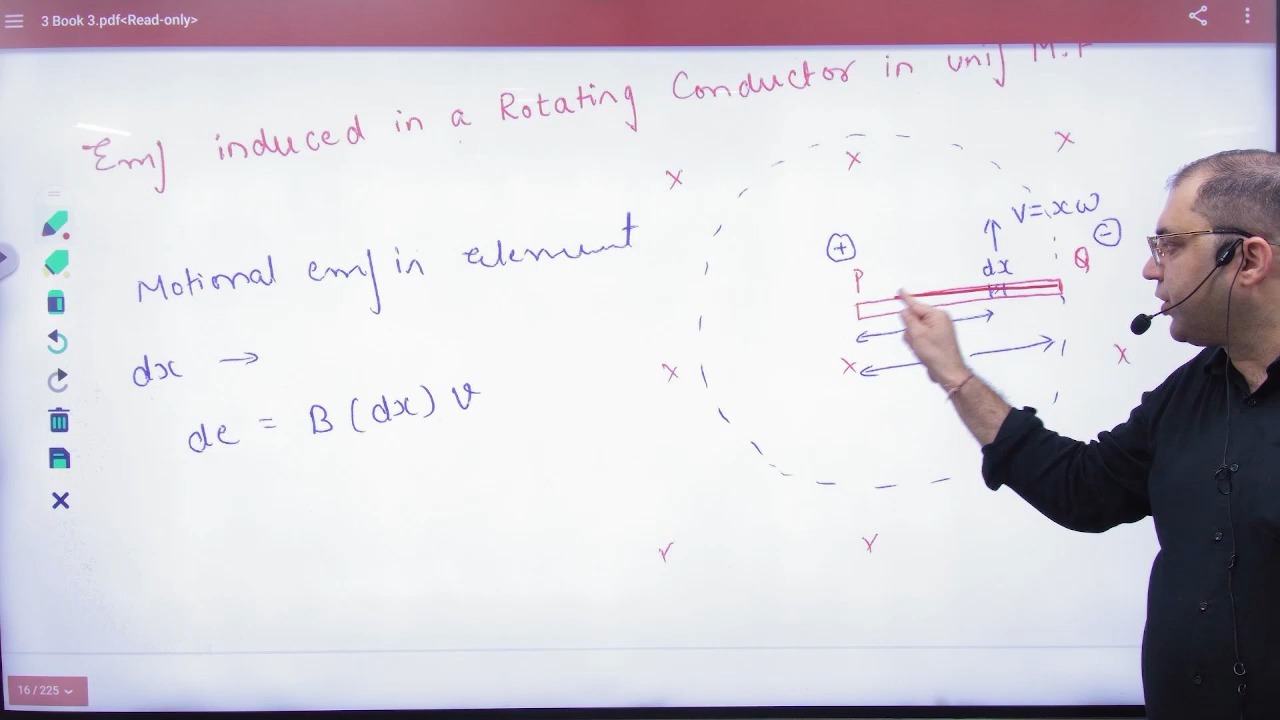 3 Book 3.pdf<Read-only>
Emf induced in a Rotating Conductor in unif M.F
x x x
V=xω
+ -
Motional emf in element
P dx Q
dx →
x x x
de = B (dx) v
x x
16 / 225